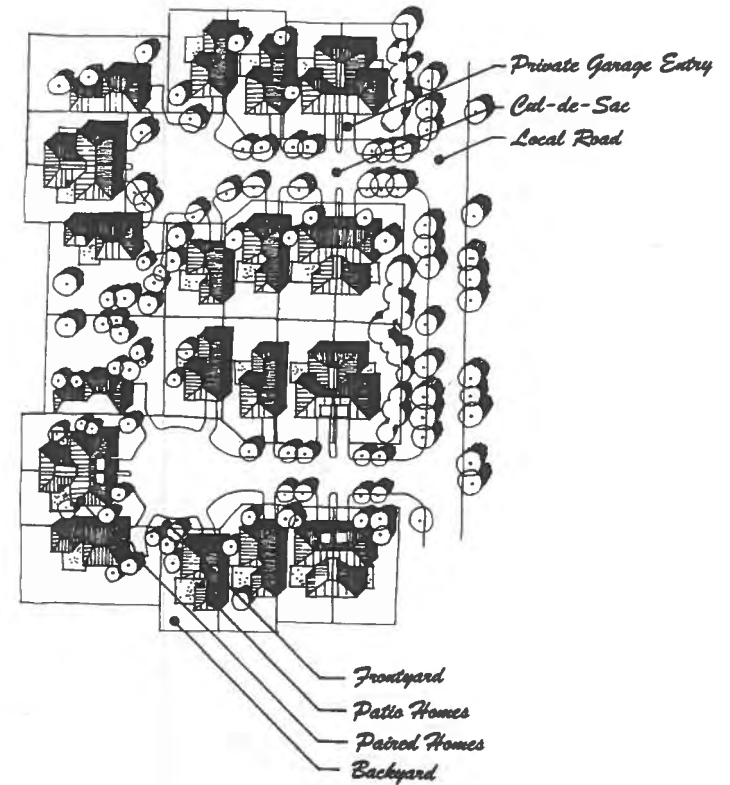 Private Garage Entry
Cul-de-Sac
Local Road
Frontyard
Patio Homes
Paired Homes
Backyard